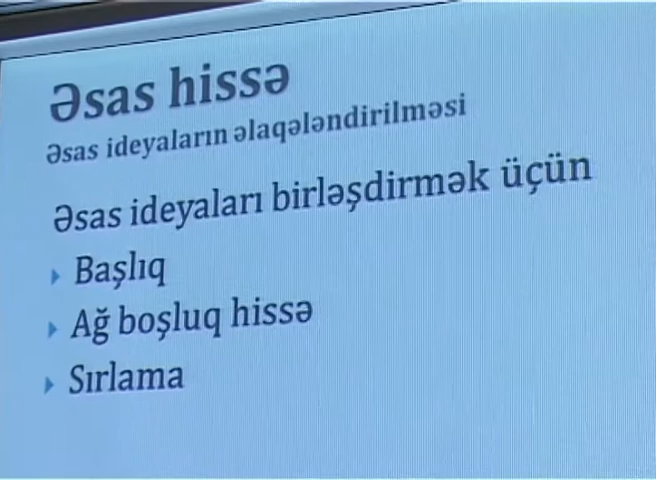 Əsas hissə
Əsas ideyaların əlaqələndirilməsi
Əsas ideyaları birləşdirmək üçün
Başlıq
Ağ boşluq hissə
Sırlama